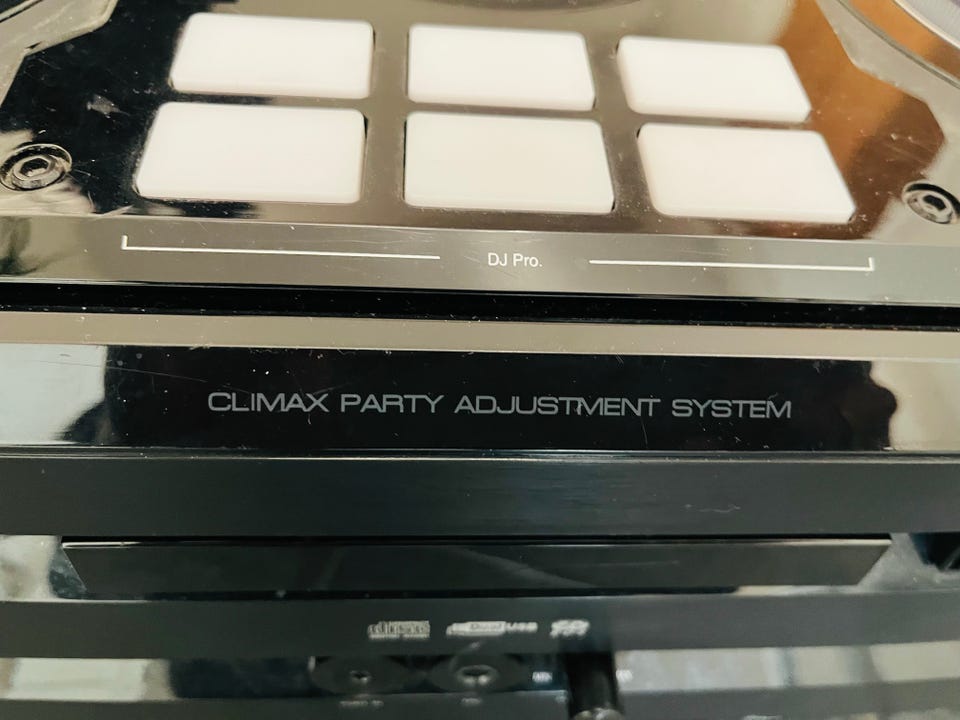 DJ Pro.
CLIMAX PARTY ADJUSTMENT SYSTEM